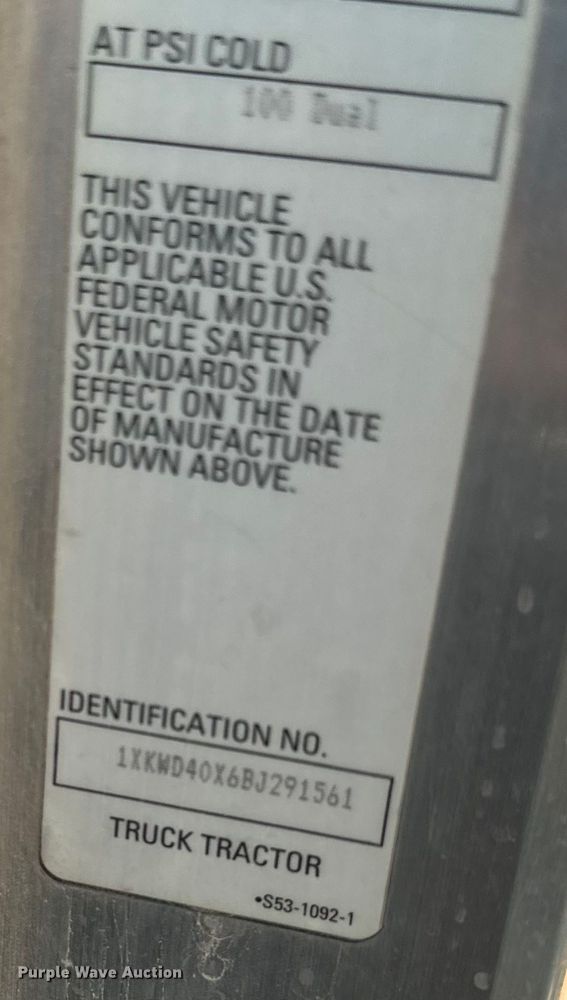 AT PSI COLD
100 Dual
THIS VEHICLE
CONFORMS TO ALL
APPLICABLE U.S.
FEDERAL MOTOR
VEHICLE SAFETY
STANDARDS IN
EFFECT ON THE DATE
OF MANUFACTURE
SHOWN ABOVE.
IDENTIFICATION NO.
1XKWD40X6BJ291561
TRUCK TRACTOR
•S53-1092-1
Purple Wave Auction